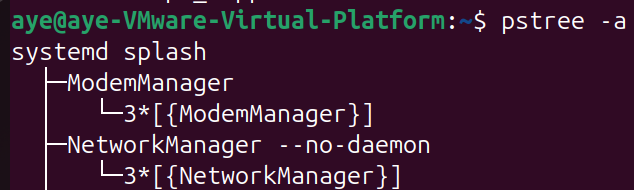 aye@aye-VMware-Virtual-Platform:~$ pstree -a
systemd splash
├─ModemManager
│   └─3*[{ModemManager}]
├─NetworkManager --no-daemon
│   └─3*[{NetworkManager}]